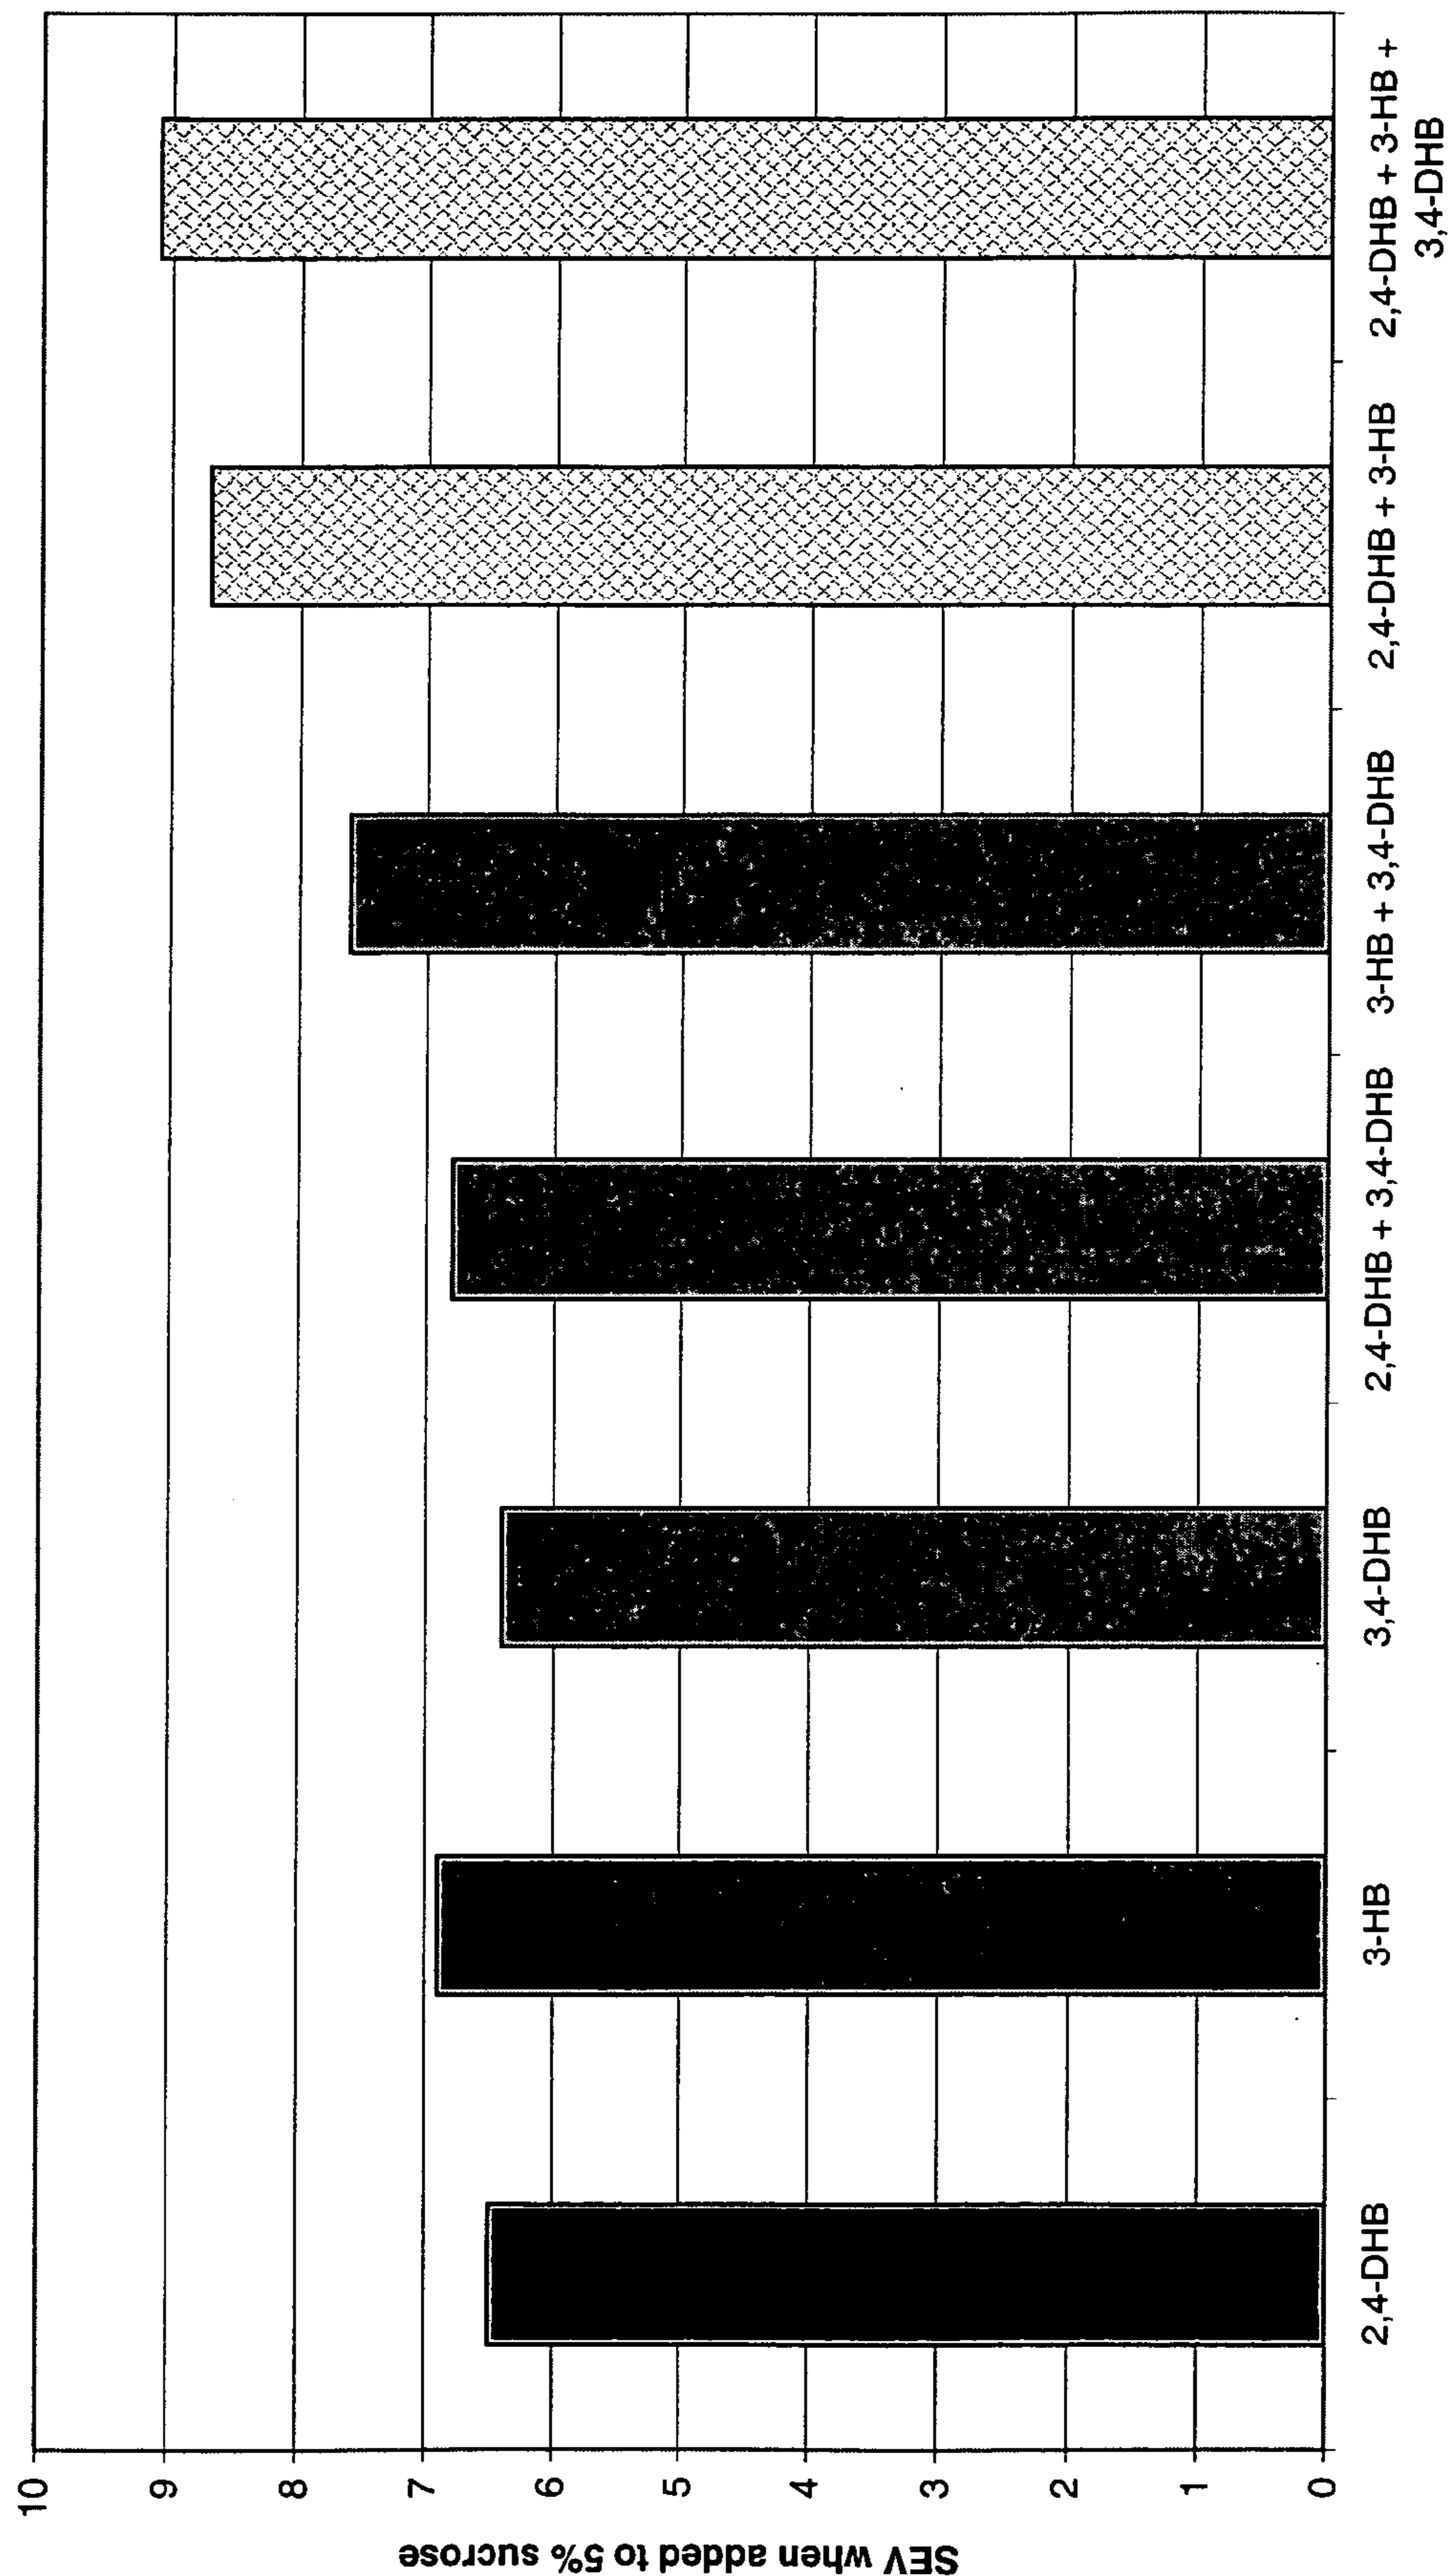 SEV when added to 5% sucrose
10
9
8
7
6
5
4
3
2
1
0
2,4-DHB
3-HB
3,4-DHB
2,4-DHB + 3,4-DHB
3-HB + 3,4-DHB
2,4-DHB + 3-HB
2,4-DHB + 3-HB +
3,4-DHB